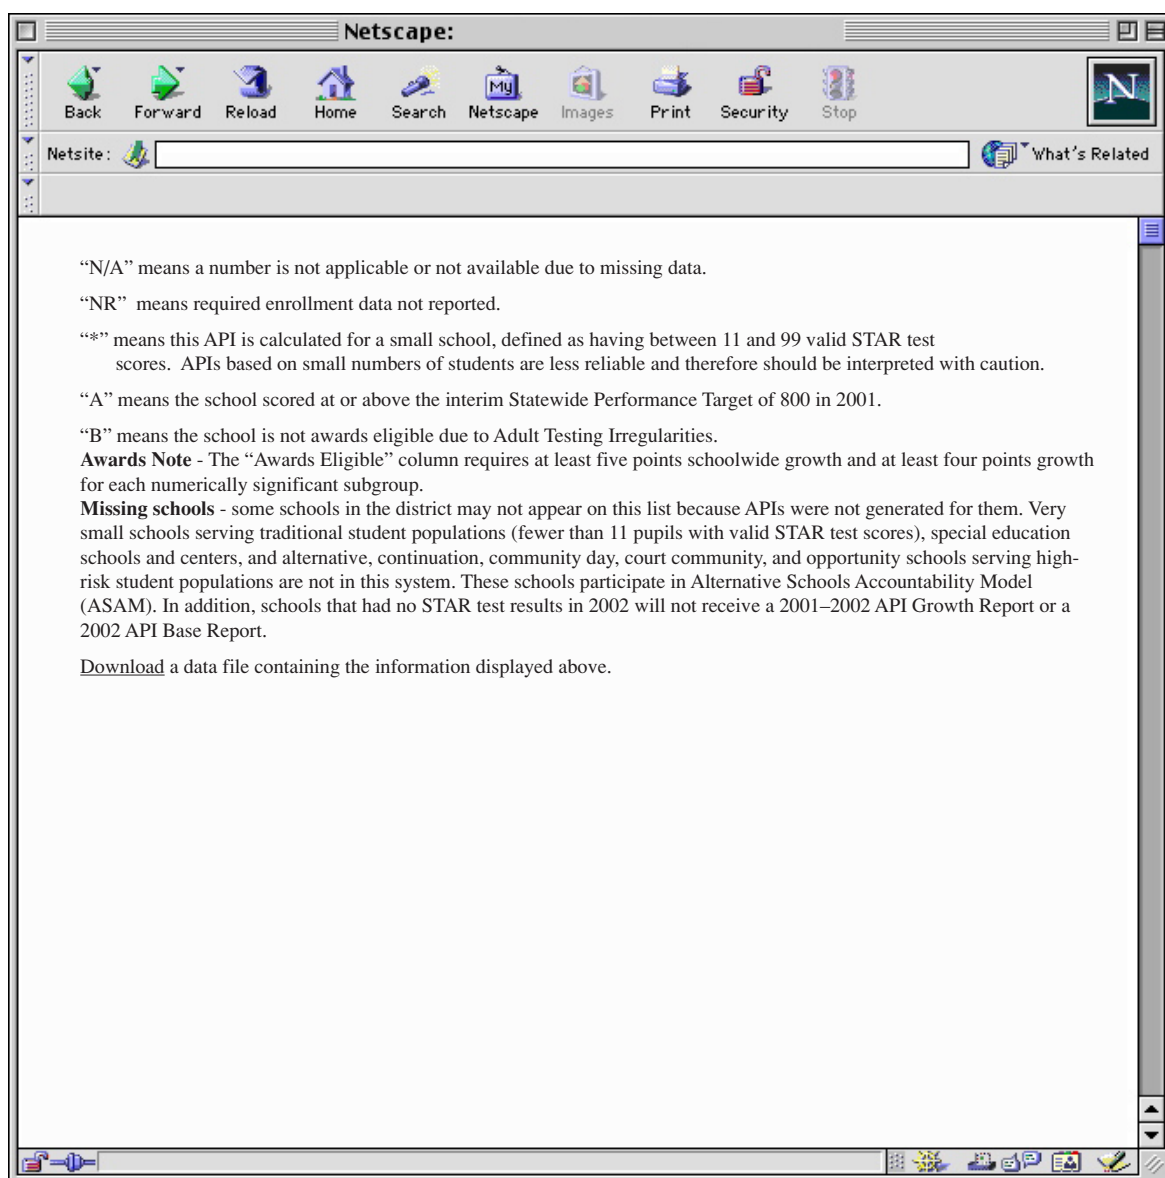 Netscape:
Back Forward Reload Home Search Netscape Images Print Security Stop
My
N
Netsite: What's Related
“N/A” means a number is not applicable or not available due to missing data.
“NR”  means required enrollment data not reported.
“*” means this API is calculated for a small school, defined as having between 11 and 99 valid STAR test
scores.  APIs based on small numbers of students are less reliable and therefore should be interpreted with caution.
“A” means the school scored at or above the interim Statewide Performance Target of 800 in 2001.
“B” means the school is not awards eligible due to Adult Testing Irregularities.
Awards Note - The “Awards Eligible” column requires at least five points schoolwide growth and at least four points growth
for each numerically significant subgroup.
Missing schools - some schools in the district may not appear on this list because APIs were not generated for them. Very
small schools serving traditional student populations (fewer than 11 pupils with valid STAR test scores), special education
schools and centers, and alternative, continuation, community day, court community, and opportunity schools serving high-
risk student populations are not in this system. These schools participate in Alternative Schools Accountability Model
(ASAM). In addition, schools that had no STAR test results in 2002 will not receive a 2001–2002 API Growth Report or a
2002 API Base Report.
Download a data file containing the information displayed above.